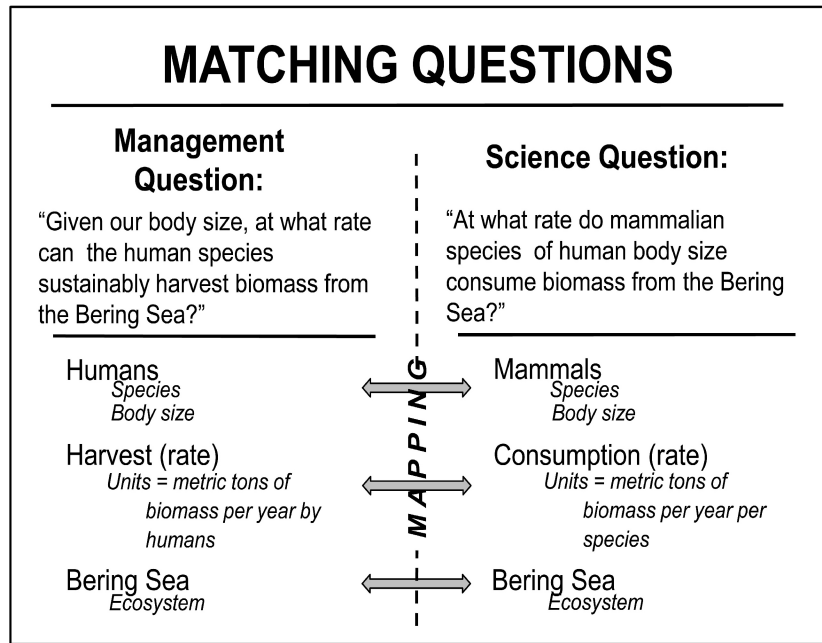 MATCHING QUESTIONS
Management
Question:
“Given our body size, at what rate
can the human species
sustainably harvest biomass from
the Bering Sea?”
Humans
Species
Body size
Harvest (rate)
Units = metric tons of
biomass per year by
humans
Bering Sea
Ecosystem
MAPPING
Science Question:
“At what rate do mammalian
species of human body size
consume biomass from the Bering
Sea?”
Mammals
Species
Body size
Consumption (rate)
Units = metric tons of
biomass per year per
species
Bering Sea
Ecosystem